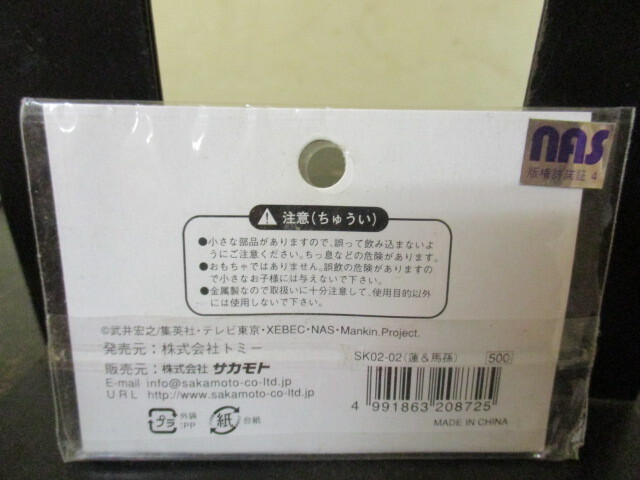 nas
版権許諾証 4
注意(ちゅうい)
●小さな部品がありますので、誤って飲み込まないよ
うにご注意ください。ちっ息などの危険があります。
●おもちゃではありません。誤飲の危険がありますの
で小さなお子様には与えないで下さい。
●金属製なので取扱いに十分注意して、使用目的以外
には使用しないで下さい。
©武井宏之/集英社・テレビ東京・XEBEC・NAS・Mankin.Project.
発売元：株式会社トミー
販売元：株式会社 サカモト
E-mail info@sakamoto-co-ltd.jp
URL http://www.sakamoto-co-ltd.jp
プラ 外袋:PP 紙 台紙
SK02-02(蓮&馬孫) 500
4 991863 208725
MADE IN CHINA